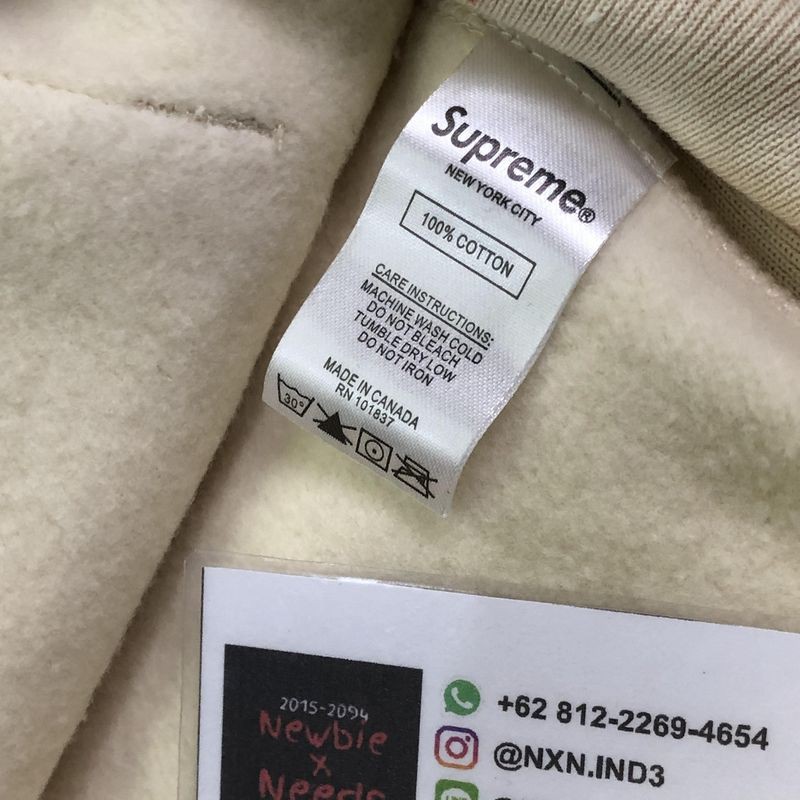 Supreme®
NEW YORK CITY
100% COTTON
CARE INSTRUCTIONS:
MACHINE WASH COLD
DO NOT BLEACH
TUMBLE DRY LOW
DO NOT IRON
MADE IN CANADA
RN 101837
30°
2015-2094
Newbie
x
Needs
+62 812-2269-4654
@NXN.IND3